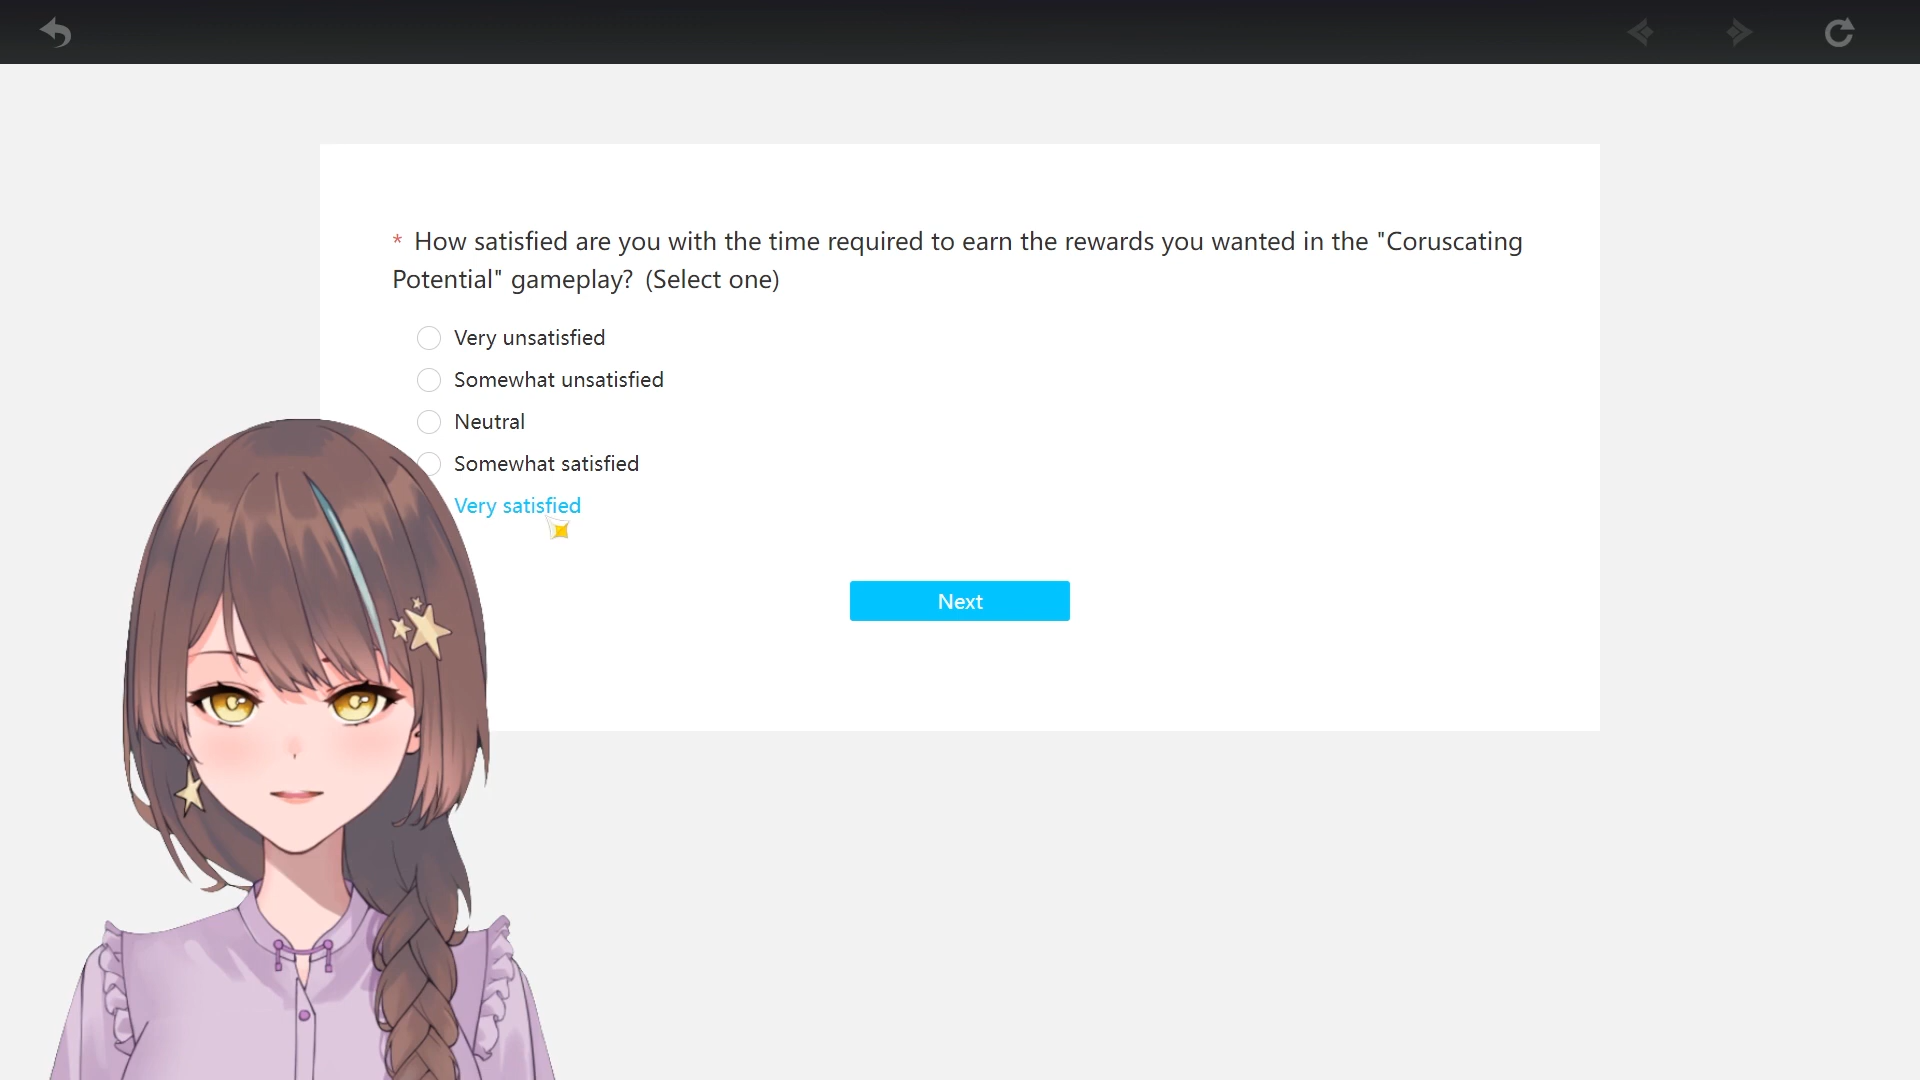 * How satisfied are you with the time required to earn the rewards you wanted in the "Coruscating
Potential" gameplay? (Select one)
Very unsatisfied
Somewhat unsatisfied
Neutral
Somewhat satisfied
Very satisfied
Next